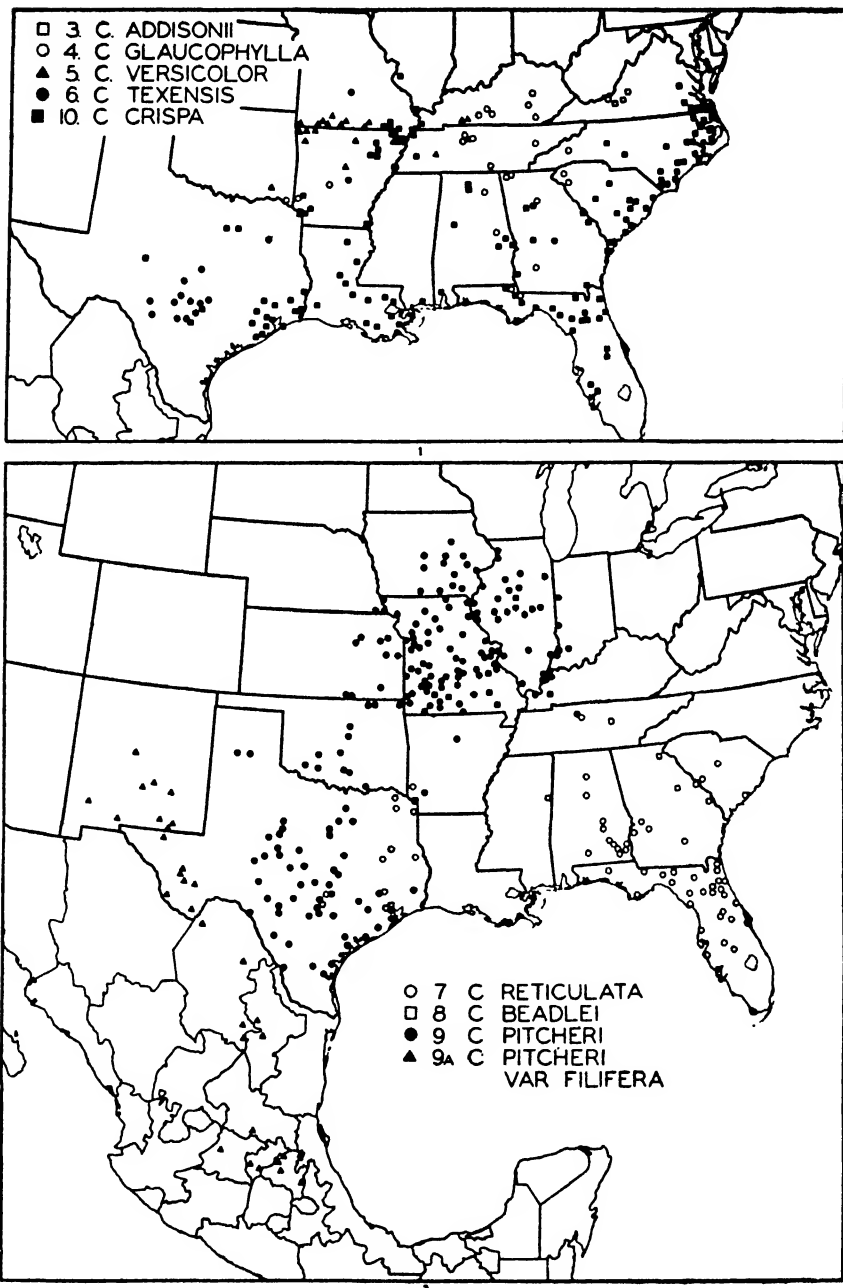 □ 3. C. ADDISONII
○ 4. C. GLAUCOPHYLLA
▲ 5. C. VERSICOLOR
● 6. C TEXENSIS
■ 10. C CRISPA
1
○ 7 C RETICULATA
□ 8 C BEADLEI
● 9 C PITCHERI
▲ 9A C PITCHERI
VAR FILIFERA